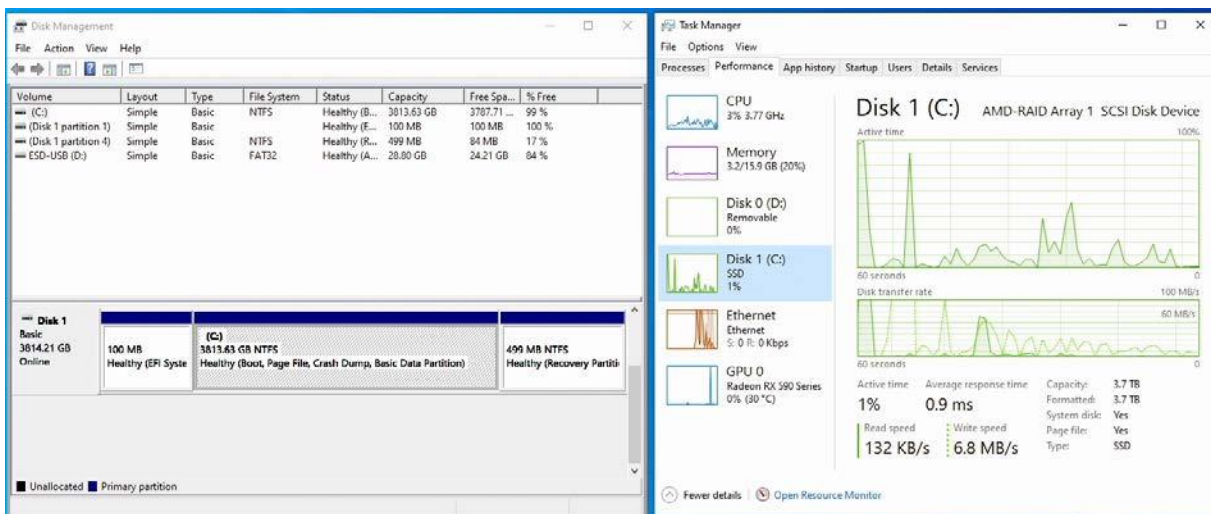 Disk Management
File Action View Help
Volume Layout Type File System Status Capacity Free Spa... % Free
(C:) Simple Basic NTFS Healthy (B... 3813.63 GB 3787.71 ... 99 %
(Disk 1 partition 1) Simple Basic Healthy (E... 100 MB 100 MB 100 %
(Disk 1 partition 4) Simple Basic NTFS Healthy (R... 499 MB 84 MB 17 %
ESD-USB (D:) Simple Basic FAT32 Healthy (A... 28.80 GB 24.21 GB 84 %
Disk 1
Basic
3814.21 GB
Online
100 MB
Healthy (EFI Syste
(C:)
3813.63 GB NTFS
Healthy (Boot, Page File, Crash Dump, Basic Data Partition)
499 MB NTFS
Healthy (Recovery Partiti
Unallocated Primary partition
Task Manager
File Options View
Processes Performance App history Startup Users Details Services
CPU
3% 3.77 GHz
Memory
3.2/15.9 GB (20%)
Disk 0 (D:)
Removable
0%
Disk 1 (C:)
SSD
1%
Ethernet
Ethernet
S: 0 R: 0 Kbps
GPU 0
Radeon RX 590 Series
0% (30 °C)
Disk 1 (C:) AMD-RAID Array 1 SCSI Disk Device
Active time 100%
60 seconds 0
Disk transfer rate 100 MB/s
60 MB/s
60 seconds 0
Active time Average response time
1% 0.9 ms
Read speed Write speed
132 KB/s 6.8 MB/s
Capacity: 3.7 TB
Formatted: 3.7 TB
System disk: Yes
Page file: Yes
Type: SSD
Fewer details Open Resource Monitor